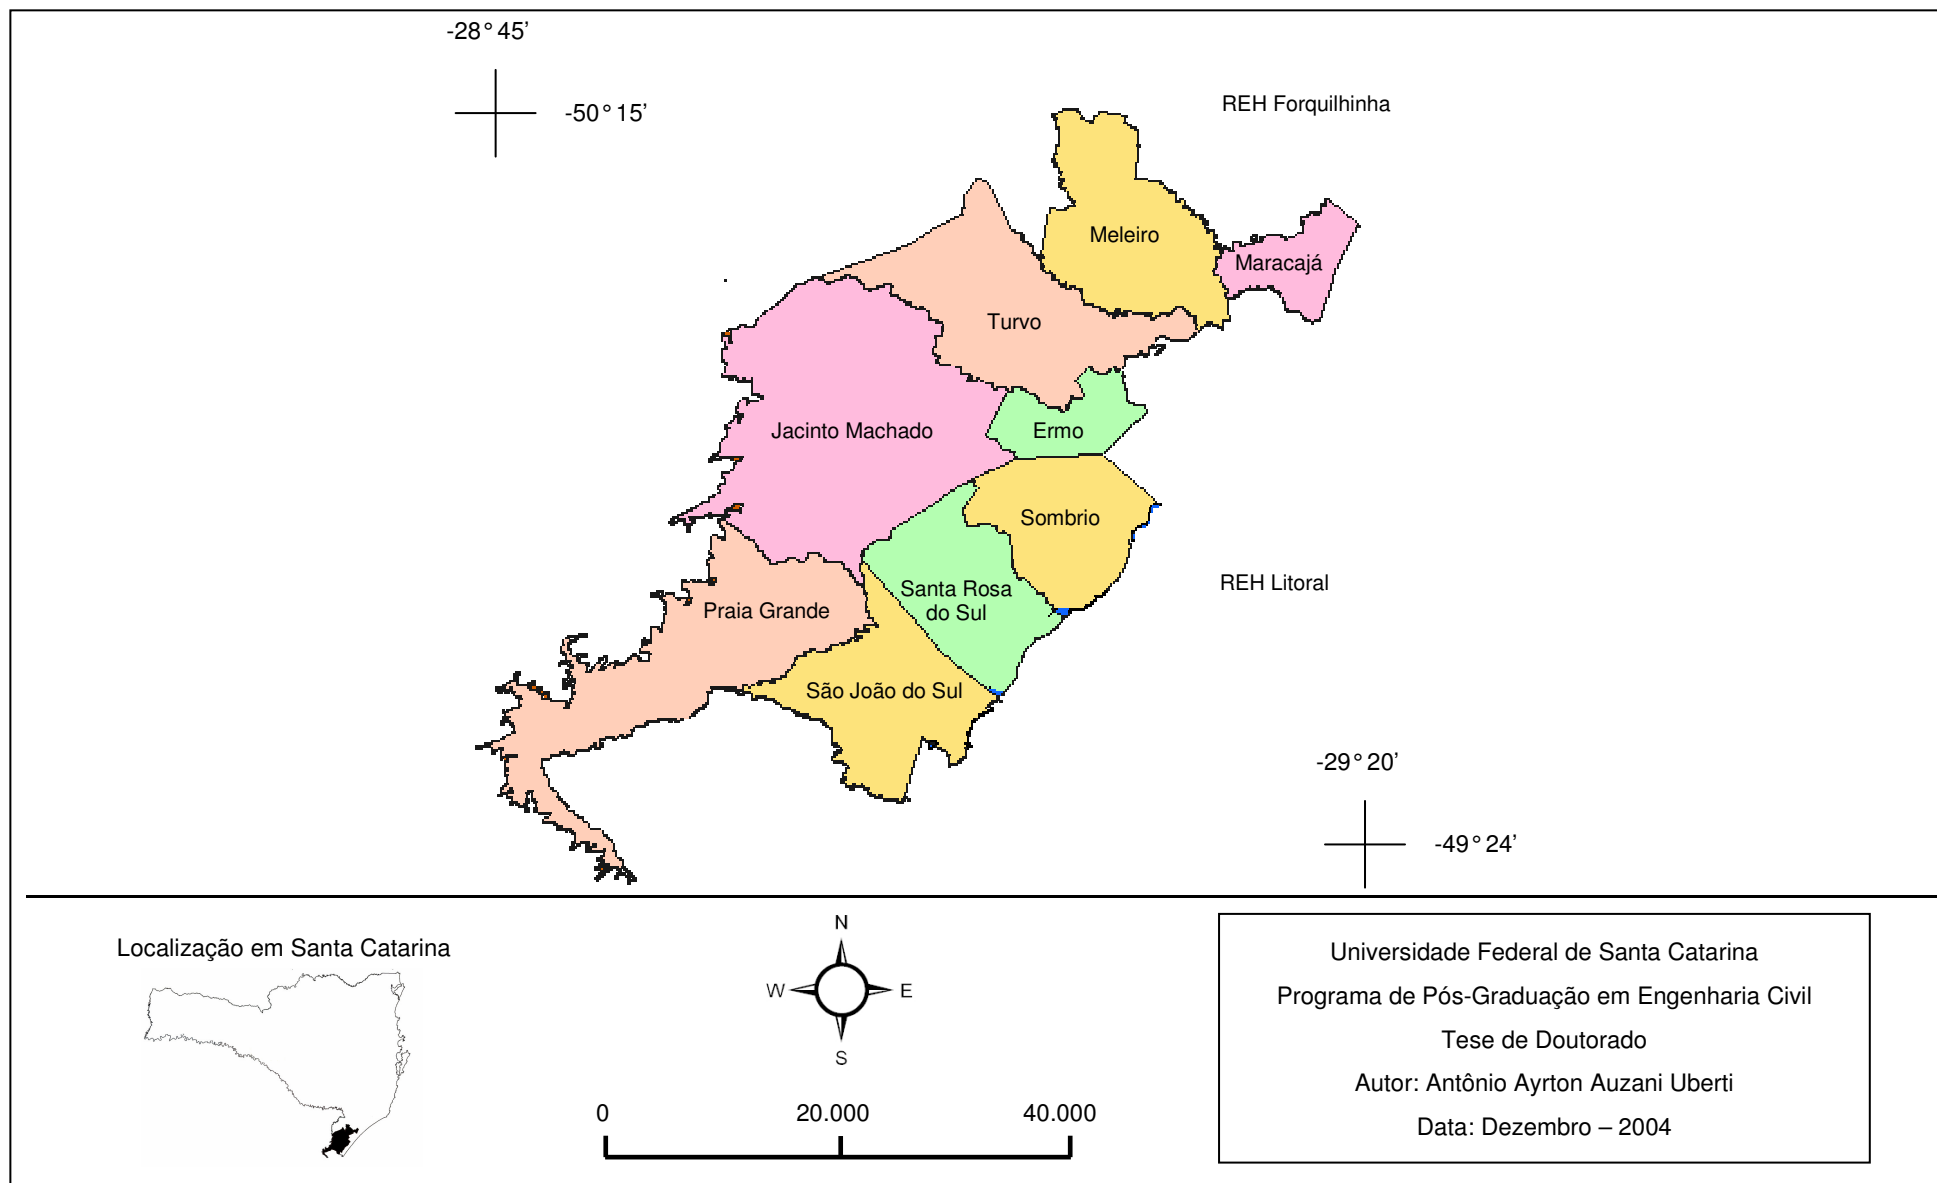 -28° 45’
-50° 15’
REH Forquilhinha
Meleiro
Maracajá
Turvo
Jacinto Machado
Ermo
Sombrio
REH Litoral
Santa Rosa
do Sul
Praia Grande
São João do Sul
-29° 20’
-49° 24’
Localização em Santa Catarina
N
W
E
S
0
20.000
40.000
Universidade Federal de Santa Catarina
Programa de Pós-Graduação em Engenharia Civil
Tese de Doutorado
Autor: Antônio Ayrton Auzani Uberti
Data: Dezembro – 2004